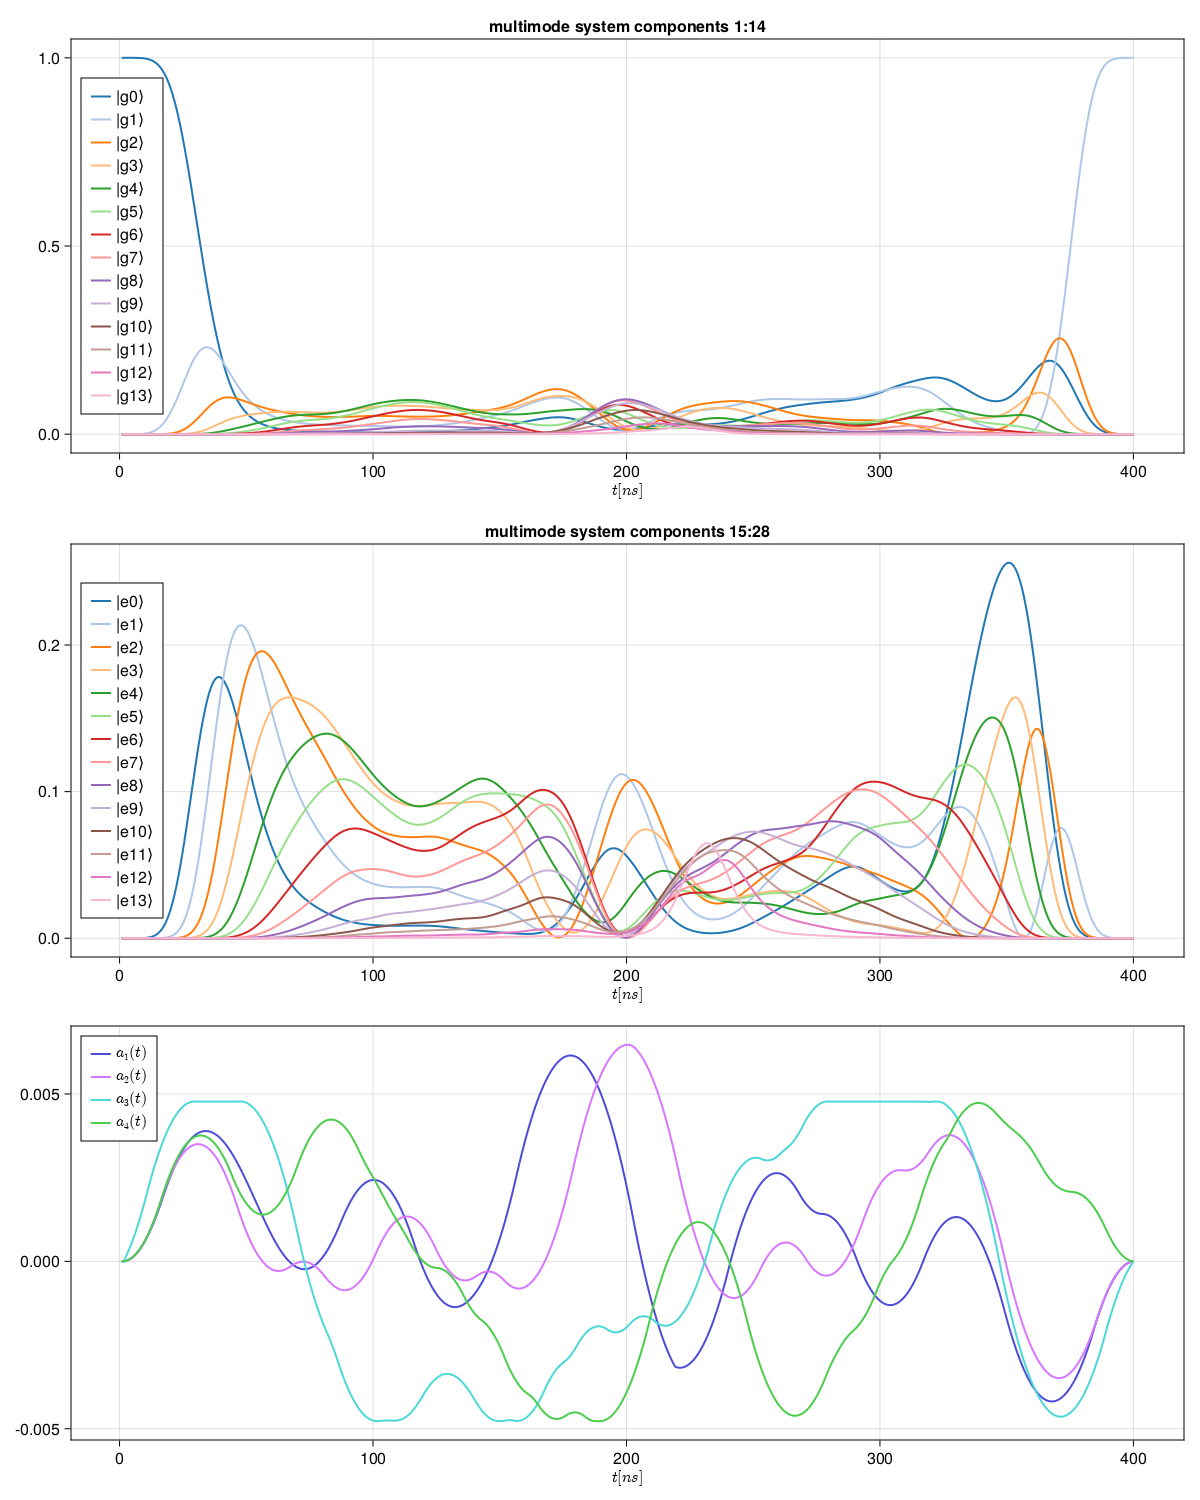 multimode system components 1:14
1.0
0.5
0.0
|g0⟩
|g1⟩
|g2⟩
|g3⟩
|g4⟩
|g5⟩
|g6⟩
|g7⟩
|g8⟩
|g9⟩
|g10⟩
|g11⟩
|g12⟩
|g13⟩
0 100 200 300 400
t[ns]
multimode system components 15:28
0.2
0.1
0.0
|e0⟩
|e1⟩
|e2⟩
|e3⟩
|e4⟩
|e5⟩
|e6⟩
|e7⟩
|e8⟩
|e9⟩
|e10⟩
|e11⟩
|e12⟩
|e13⟩
0 100 200 300 400
t[ns]
0.005
0.000
-0.005
a₁(t)
a₂(t)
a₃(t)
a₄(t)
0 100 200 300 400
t[ns]